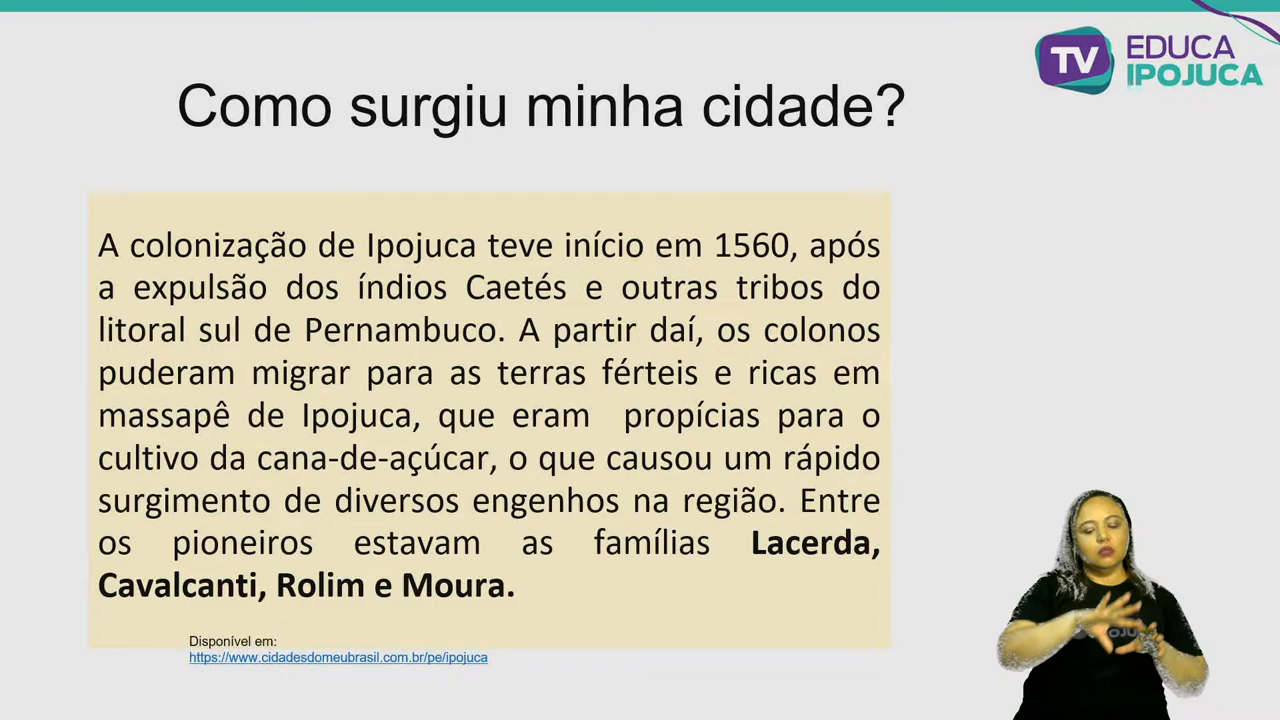 TV EDUCA
IPOJUCA
Como surgiu minha cidade?
A colonização de Ipojuca teve início em 1560, após
a expulsão dos índios Caetés e outras tribos do
litoral sul de Pernambuco. A partir daí, os colonos
puderam migrar para as terras férteis e ricas em
massapê de Ipojuca, que eram propícias para o
cultivo da cana-de-açúcar, o que causou um rápido
surgimento de diversos engenhos na região. Entre
os pioneiros estavam as famílias Lacerda,
Cavalcanti, Rolim e Moura.
Disponível em:
https://www.cidadesdomeubrasil.com.br/pe/ipojuca